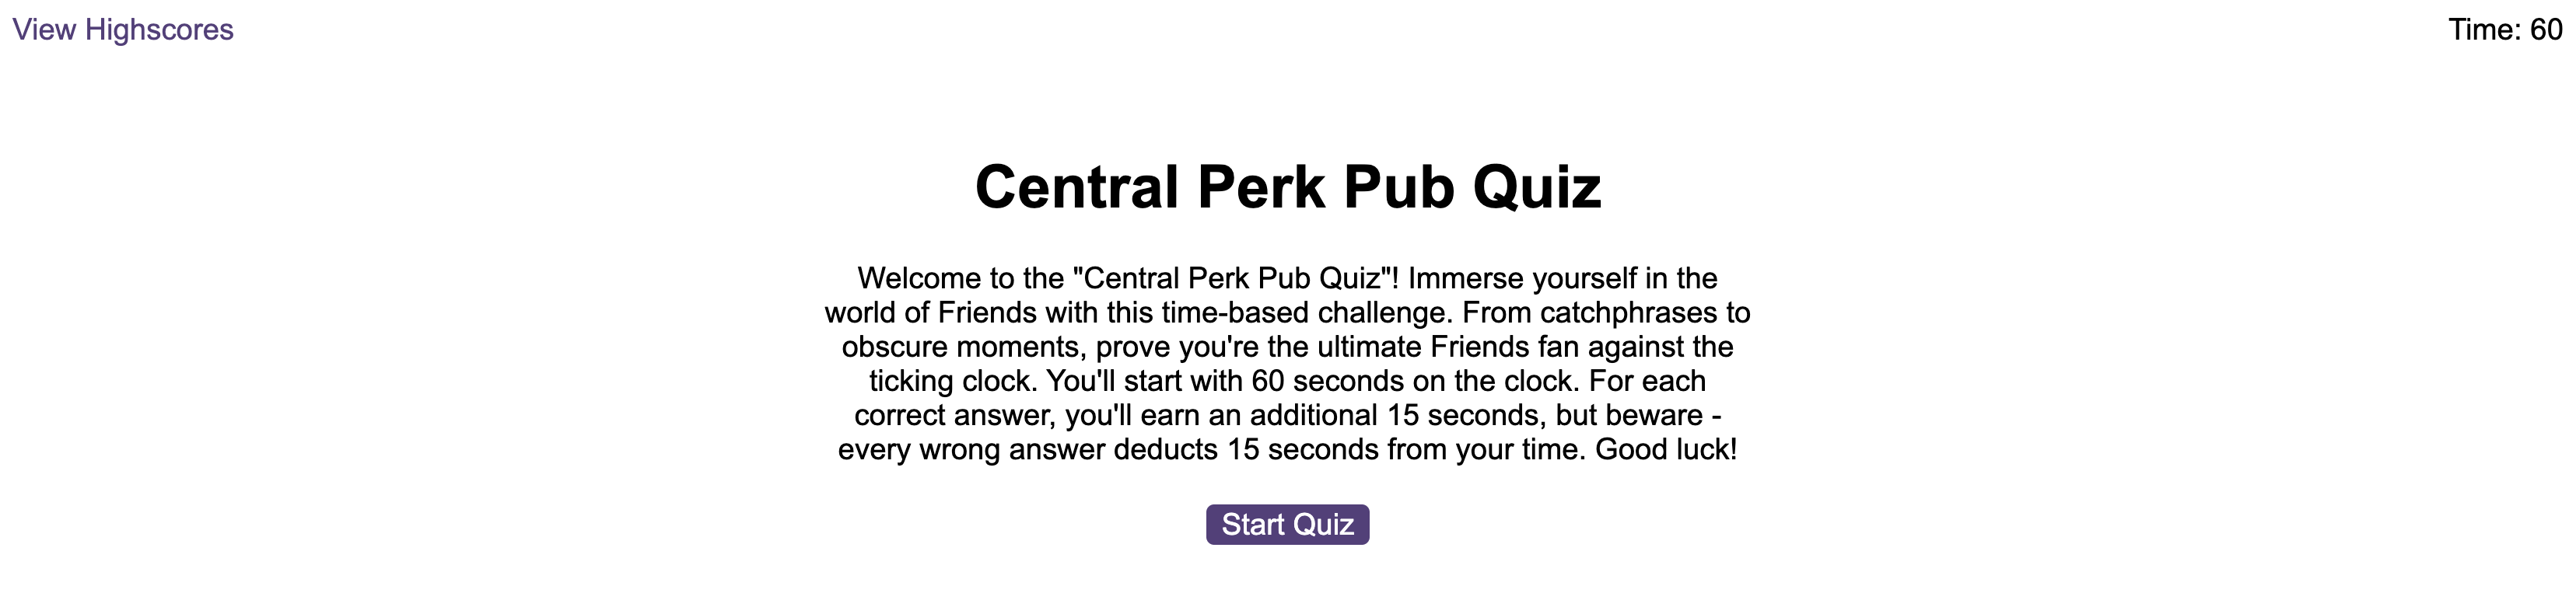 View Highscores
Time: 60
Central Perk Pub Quiz
Welcome to the "Central Perk Pub Quiz"! Immerse yourself in the
world of Friends with this time-based challenge. From catchphrases to
obscure moments, prove you're the ultimate Friends fan against the
ticking clock. You'll start with 60 seconds on the clock. For each
correct answer, you'll earn an additional 15 seconds, but beware -
every wrong answer deducts 15 seconds from your time. Good luck!
Start Quiz